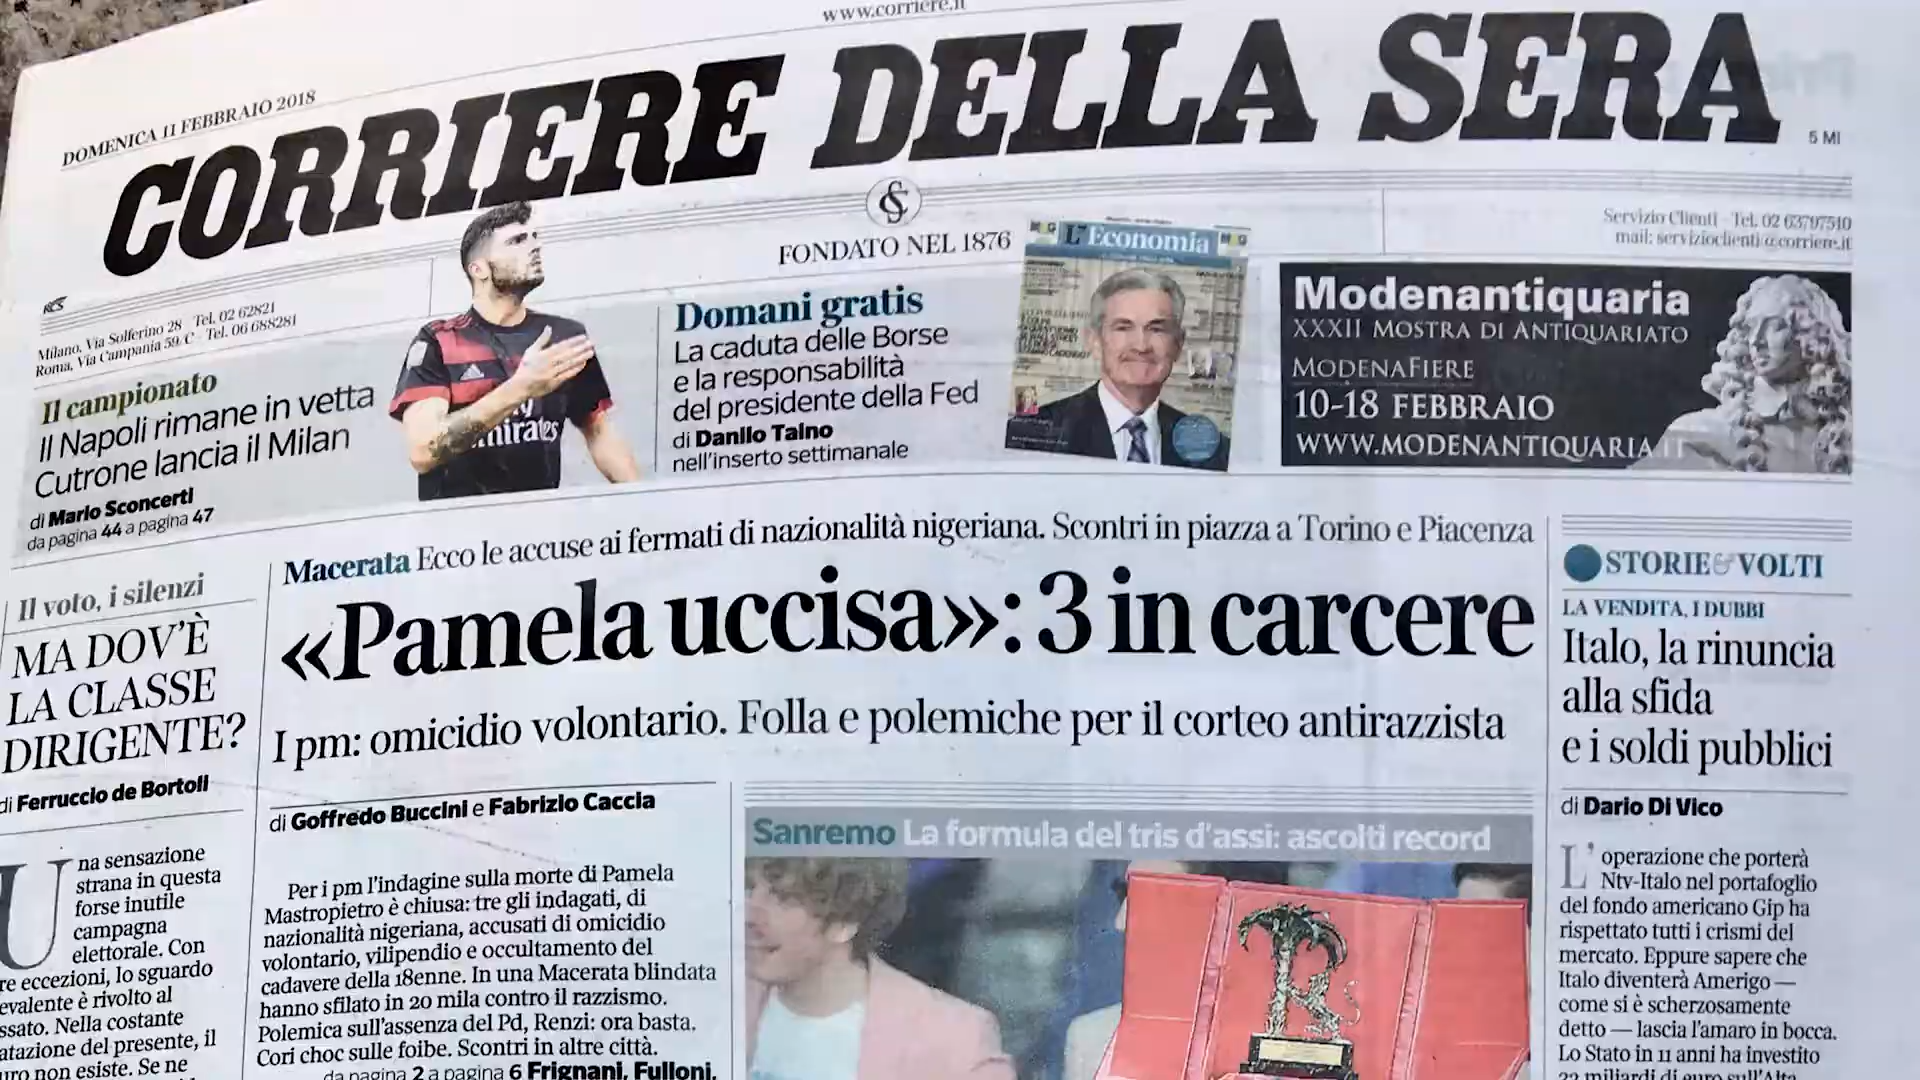 www.corriere.it
DOMENICA 11 FEBBRAIO 2018
CORRIERE DELLA SERA
FONDATO NEL 1876
RCS
Milano, Via Solferino 28 Tel. 02 62821
Roma, Via Campania 59/C - Tel. 06 688281
Servizio Clienti - Tel. 02 63797510
mail: servizioclienti@corriere.it
Il campionato
Il Napoli rimane in vetta
Cutrone lancia il Milan
di Mario Sconcerti
da pagina 44 a pagina 47
Domani gratis
La caduta delle Borse
e la responsabilità
del presidente della Fed
di Danilo Taino
nell'inserto settimanale
L'Economia
Modenantiquaria
XXXII MOSTRA DI ANTIQUARIATO
MODENAFIERE
10-18 FEBBRAIO
WWW.MODENANTIQUARIA.IT
Macerata Ecco le accuse ai fermati di nazionalità nigeriana. Scontri in piazza a Torino e Piacenza
«Pamela uccisa»: 3 in carcere
I pm: omicidio volontario. Folla e polemiche per il corteo antirazzista
Il voto, i silenzi
MA DOV'È
LA CLASSE
DIRIGENTE?
di Ferruccio de Bortoli
Una sensazione
strana in questa
forse inutile
campagna
elettorale. Con
re eccezioni, lo sguardo
evalente è rivolto al
ssato. Nella costante
atazione del presente, il
uro non esiste. Se ne
di Goffredo Buccini e Fabrizio Caccia
Per i pm l'indagine sulla morte di Pamela
Mastropietro è chiusa: tre gli indagati, di
nazionalità nigeriana, accusati di omicidio
volontario, vilipendio e occultamento del
cadavere della 18enne. In una Macerata blindata
hanno sfilato in 20 mila contro il razzismo.
Polemica sull'assenza del Pd, Renzi: ora basta.
Cori choc sulle foibe. Scontri in altre città.
da pagina 2 a pagina 6 Frignani, Fulloni,
Sanremo La formula del tris d'assi: ascolti record
STORIE&VOLTI
LA VENDITA, I DUBBI
Italo, la rinuncia
alla sfida
e i soldi pubblici
di Dario Di Vico
L'operazione che porterà
Ntv-Italo nel portafoglio
del fondo americano Gip ha
rispettato tutti i crismi del
mercato. Eppure sapere che
Italo diventerà Amerigo —
come si è scherzosamente
detto — lascia l'amaro in bocca.
Lo Stato in 11 anni ha investito
miliardi di euro sull'Alta